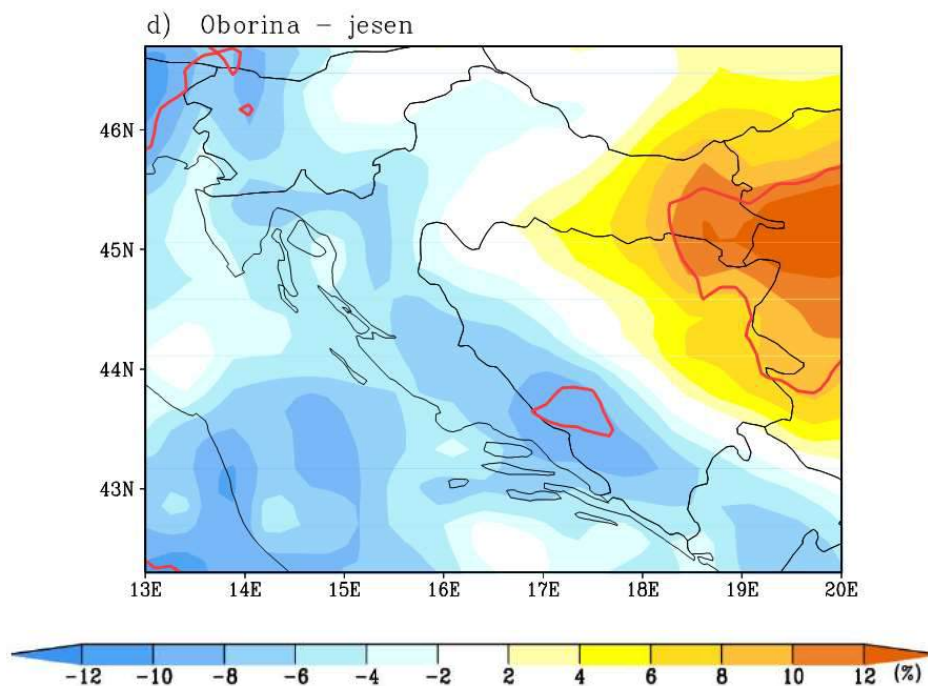 d) Oborina – jesen
46N
45N
44N
43N
13E 14E 15E 16E 17E 18E 19E 20E
-12 -10 -8 -6 -4 -2 2 4 6 8 10 12 (%)